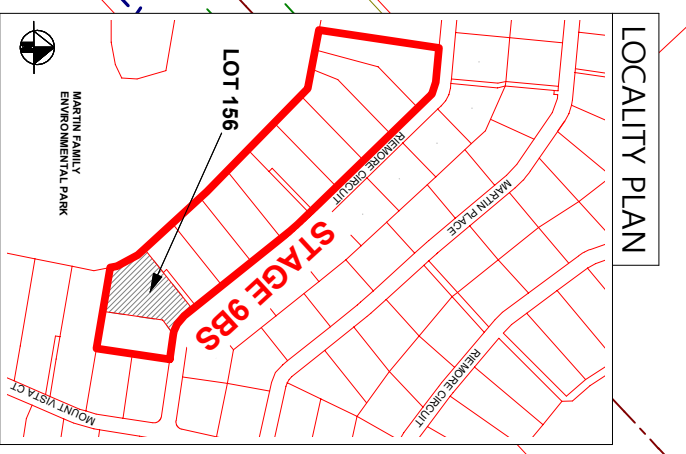 LOCALITY PLAN
LOT 156
MARTIN FAMILY
ENVIRONMENTAL PARK
RIEMORE CIRCUIT
MARTIN PLACE
STAGE 9BS
RIEMORE CIRCUIT
MOUNT VISTA CT